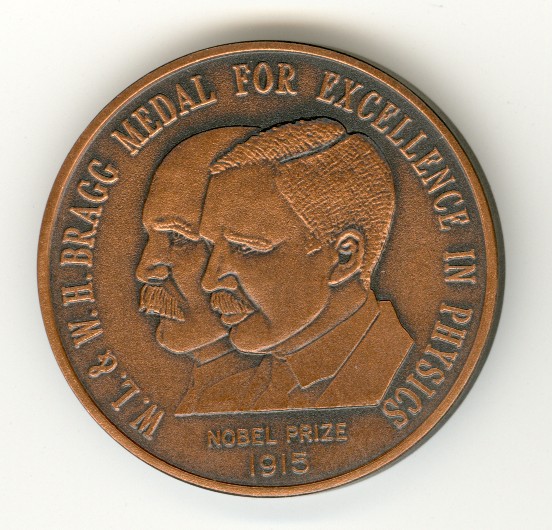 W.L. & W.H. BRAGG MEDAL FOR EXCELLENCE IN PHYSICS
NOBEL PRIZE
1915